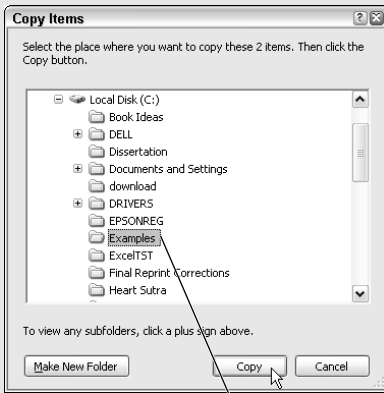 Copy Items
Select the place where you want to copy these 2 items. Then click the
Copy button.
Local Disk (C:)
Book Ideas
DELL
Dissertation
Documents and Settings
download
DRIVERS
EPSONREG
Examples
ExcelTST
Final Reprint Corrections
Heart Sutra
To view any subfolders, click a plus sign above.
Make New Folder Copy Cancel